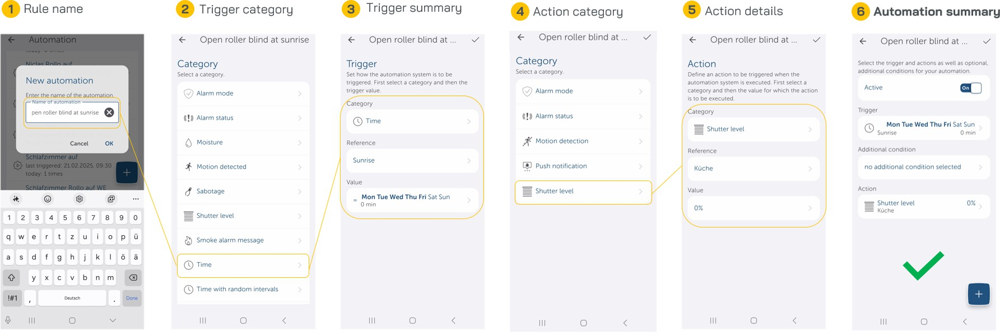 1 Rule name
Automation
today: 0 times
Niclas Rollo auf
New automation
Enter the name of the automation.
Name of automation
pen roller blind at sunrise
Cancel OK
Schlafzimmer auf
last triggered: 21.02.2025, 09:30
today: 1 times
Schlafzimmer Rollo auf WE
1 2 3 4 5 6 7 8 9 0
q w e r t z u i o p ü
a s d f g h j k l ö ä
y x c v b n m
!#1 , Deutsch . Done
2 Trigger category
Open roller blind at sunrise
Category
Select a category.
Alarm mode
Alarm status
Moisture
Motion detected
Sabotage
Shutter level
Smoke alarm message
Time
Time with random intervals
3 Trigger summary
Open roller blind at ...
Trigger
Set how the automation system is to be
triggered. First select a category and then the
trigger value.
Category
Time
Reference
Sunrise
Value
= Mon Tue Wed Thu Fri Sat Sun
0 min
4 Action category
Open roller blind at ...
Category
Select a category.
Alarm mode
Alarm status
Motion detection
Push notification
Shutter level
5 Action details
Open roller blind at ...
Action
Define an action to be triggered when the
automation system is executed. First select a
category and then the value for which the action
is to be executed.
Category
Shutter level
Reference
Küche
Value
0%
6 Automation summary
Open roller blind at ...
Select the trigger and actions as well as optional,
additional conditions for your automation.
Active On
Trigger
Mon Tue Wed Thu Fri Sat Sun
Sunrise 0 min
Additional condition
no additional condition selected
Action
Shutter level 0%
Küche